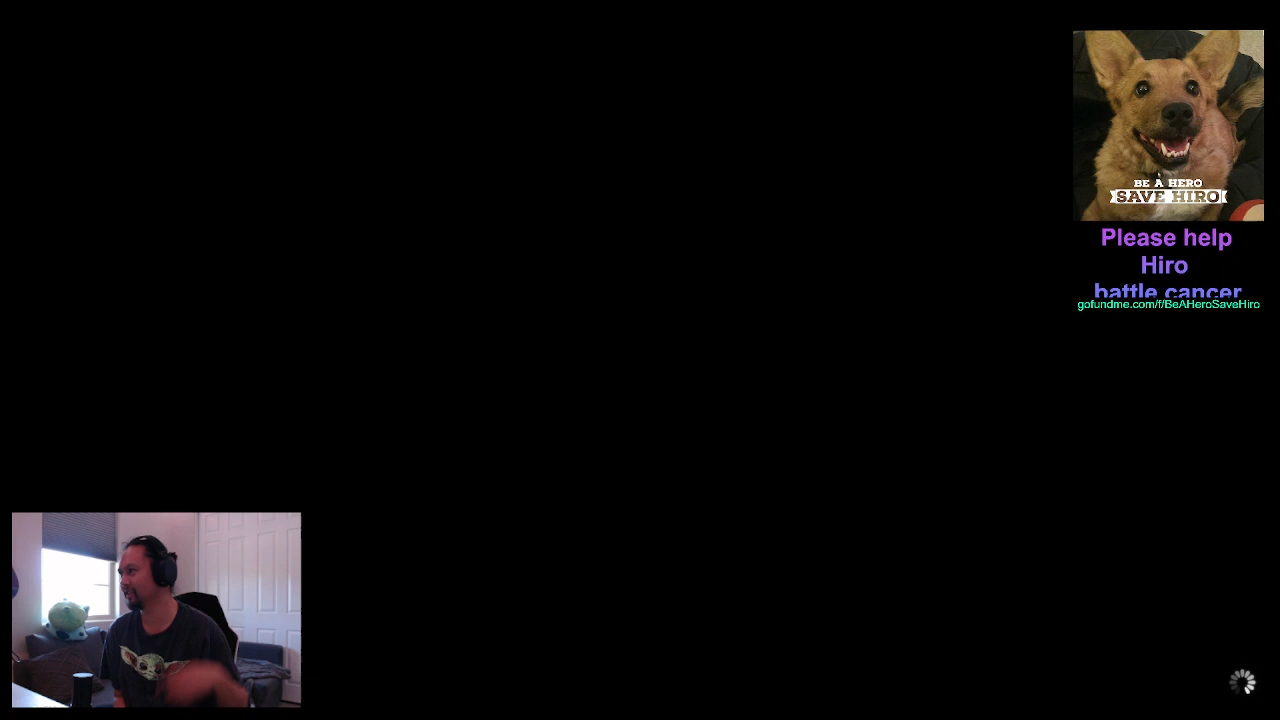 BE A HERO
SAVE HIRO
Please help
Hiro
battle cancer
gofundme.com/f/BeAHeroSaveHiro